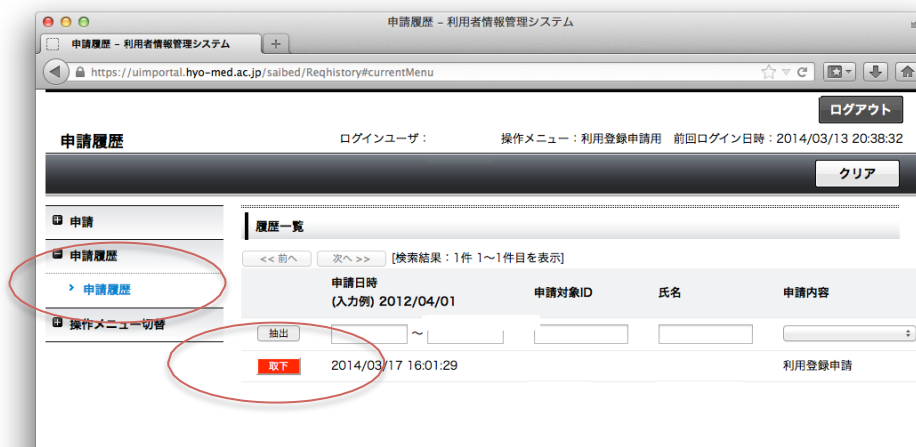 申請履歴 – 利用者情報管理システム
申請履歴 – 利用者情報管理システム
https://uimportal.hyo-med.ac.jp/saibed/Reqhistory#currentMenu
ログアウト
申請履歴 ログインユーザ： 操作メニュー：利用登録申請用 前回ログイン日時：2014/03/13 20:38:32
クリア
申請
申請履歴
申請履歴
操作メニュー切替
履歴一覧
<< 前へ 次へ >> [検索結果：1件 1〜1件目を表示]
申請日時
(入力例) 2012/04/01 申請対象ID 氏名 申請内容
抽出 〜
取下 2014/03/17 16:01:29 利用登録申請